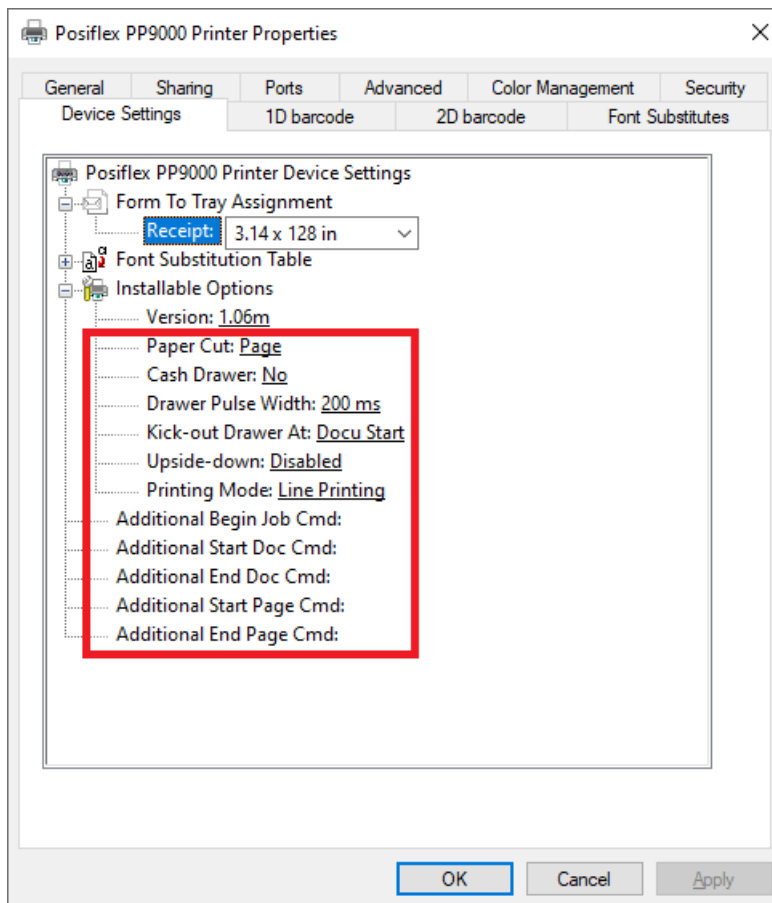 Posiflex PP9000 Printer Properties
General Sharing Ports Advanced Color Management Security
Device Settings 1D barcode 2D barcode Font Substitutes
Posiflex PP9000 Printer Device Settings
Form To Tray Assignment
Receipt: 3.14 x 128 in
Font Substitution Table
Installable Options
Version: 1.06m
Paper Cut: Page
Cash Drawer: No
Drawer Pulse Width: 200 ms
Kick-out Drawer At: Docu Start
Upside-down: Disabled
Printing Mode: Line Printing
Additional Begin Job Cmd:
Additional Start Doc Cmd:
Additional End Doc Cmd:
Additional Start Page Cmd:
Additional End Page Cmd:
OK Cancel Apply